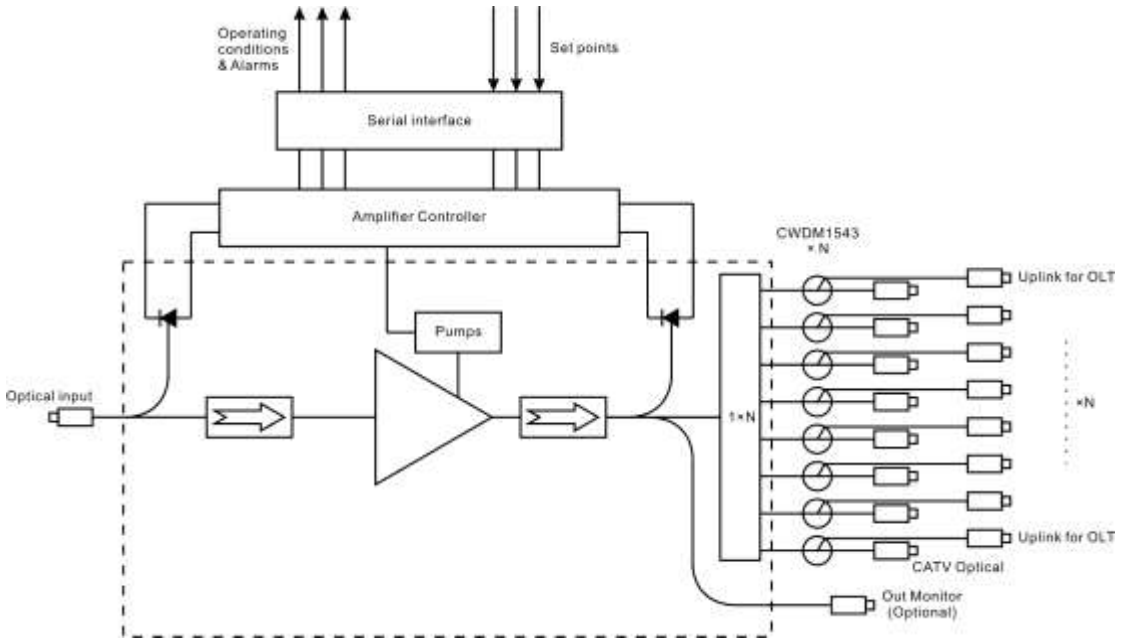 Operating
conditions
& Alarms
Set points
Serial interface
Amplifier Controller
CWDM1543
× N
Uplink for OLT
Pumps
Optical input
1×N
×N
Uplink for OLT
CATV Optical
Out Monitor
(Optional)